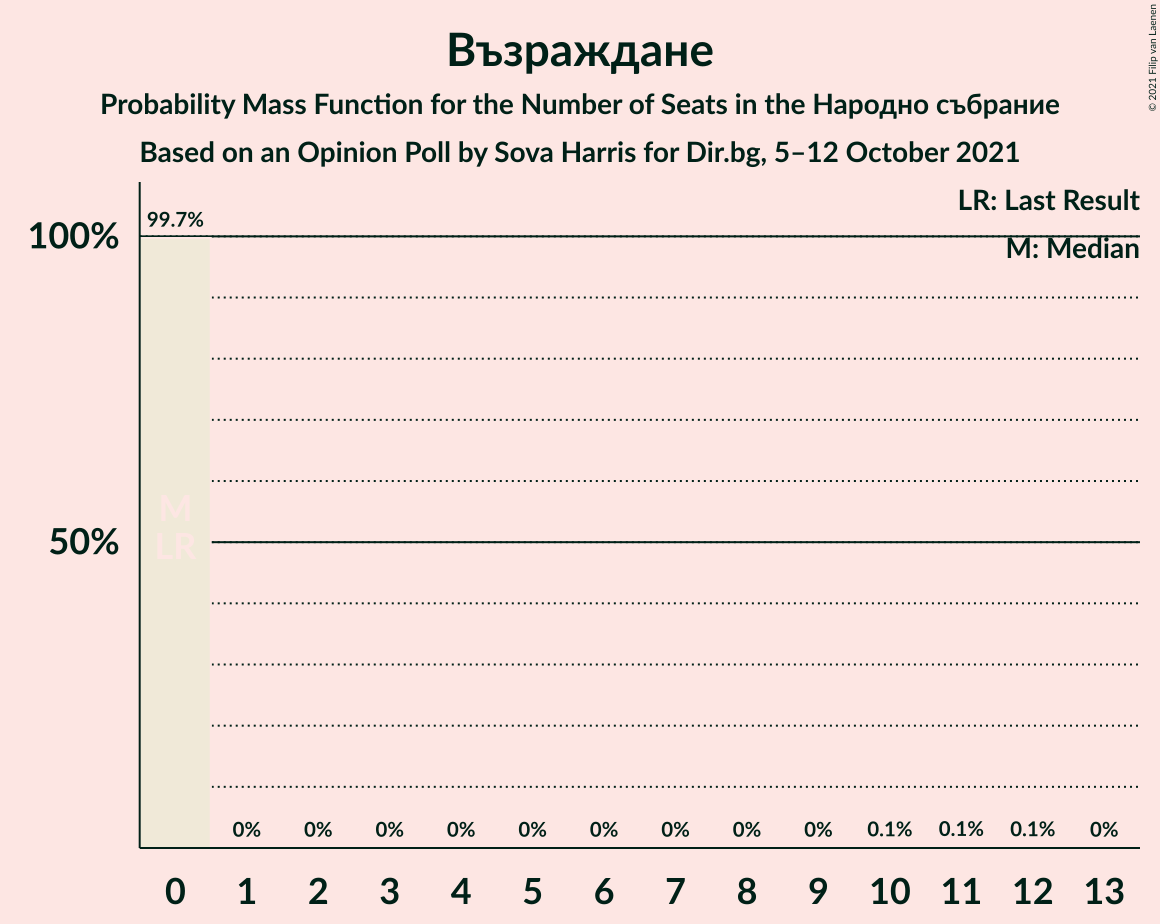 Възраждане
Probability Mass Function for the Number of Seats in the Народно събрание
Based on an Opinion Poll by Sova Harris for Dir.bg, 5–12 October 2021
© 2021 Filip van Laenen
LR: Last Result
M: Median
99.7%
100%
50%
M
LR
0% 0% 0% 0% 0% 0% 0% 0% 0% 0.1% 0.1% 0.1% 0%
0 1 2 3 4 5 6 7 8 9 10 11 12 13